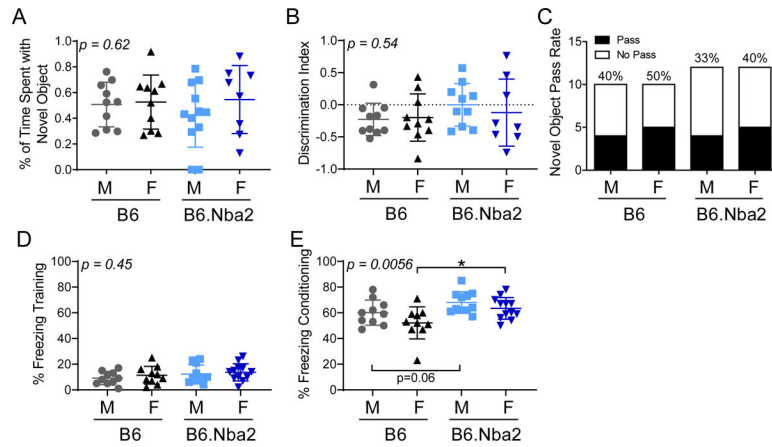 A
p = 0.62
% of Time Spent with
Novel Object
1.0
0.8
0.6
0.4
0.2
0.0
M
F
M
F
B6
B6.Nba2
B
p = 0.54
Discrimination Index
1.0
0.5
0.0
-0.5
-1.0
M
F
M
F
B6
B6.Nba2
C
Pass
No Pass
Novel Object Pass Rate
15
10
5
0
40%
50%
33%
40%
M
F
M
F
B6
B6.Nba2
D
p = 0.45
% Freezing Training
100
80
60
40
20
0
M
F
M
F
B6
B6.Nba2
E
p = 0.0056
*
% Freezing Conditioning
100
80
60
40
20
0
p=0.06
M
F
M
F
B6
B6.Nba2